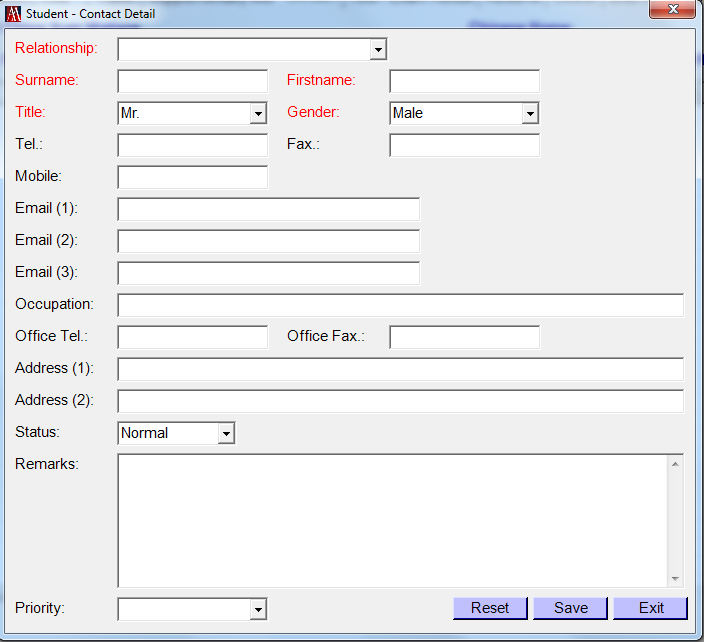 Student - Contact Detail
Relationship:
Surname: Firstname:
Title: Mr. Gender: Male
Tel.: Fax.:
Mobile:
Email (1):
Email (2):
Email (3):
Occupation:
Office Tel.: Office Fax.:
Address (1):
Address (2):
Status: Normal
Remarks:
Priority: Reset Save Exit